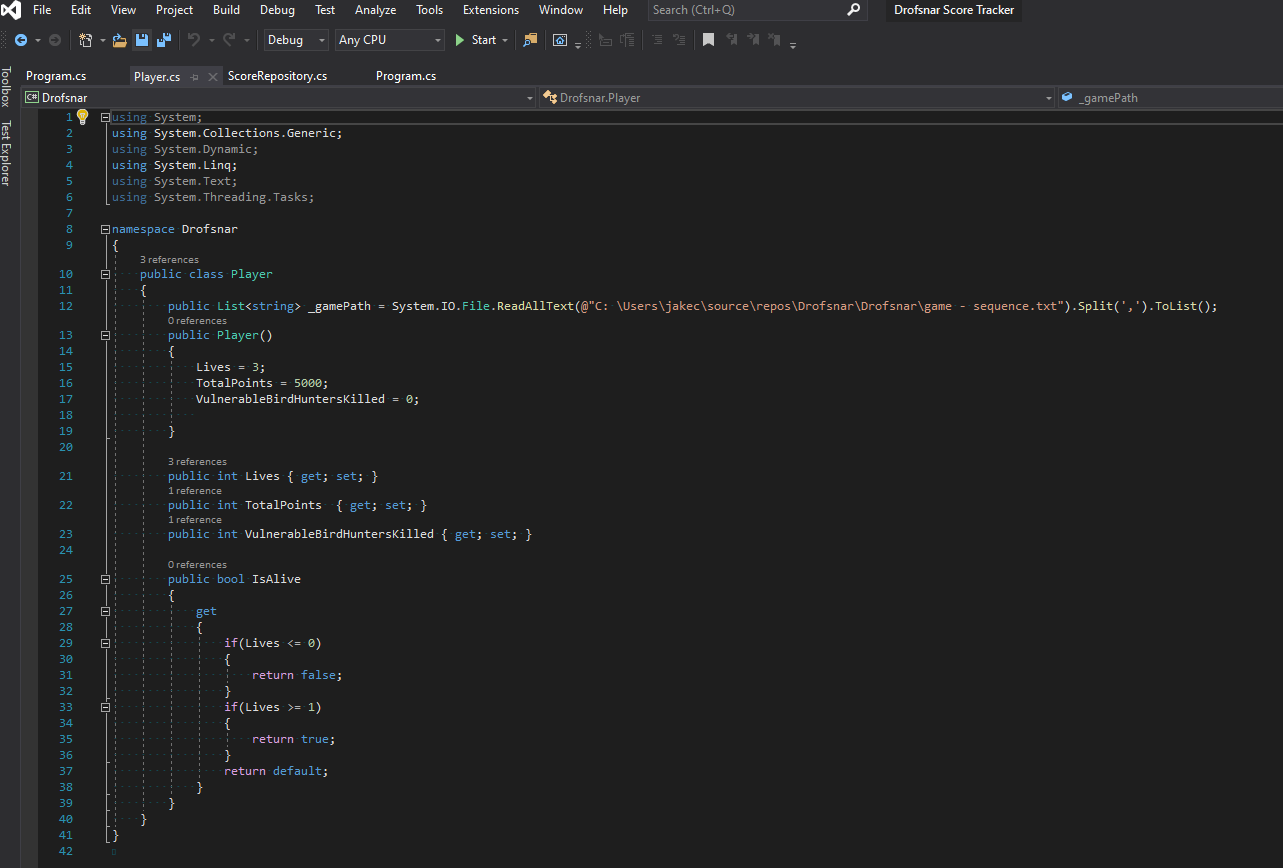 File Edit View Project Build Debug Test Analyze Tools Extensions Window Help Search (Ctrl+Q) Drofsnar Score Tracker
Debug Any CPU Start
Program.cs Player.cs ScoreRepository.cs Program.cs
Toolbox
Test Explorer
C# Drofsnar Drofsnar.Player _gamePath
1 using System;
2 using System.Collections.Generic;
3 using System.Dynamic;
4 using System.Linq;
5 using System.Text;
6 using System.Threading.Tasks;
7
8 namespace Drofsnar
9 {
3 references
10 public class Player
11 {
12 public List<string> _gamePath = System.IO.File.ReadAllText(@"C: \Users\jakec\source\repos\Drofsnar\Drofsnar\game - sequence.txt").Split(',').ToList();
0 references
13 public Player()
14 {
15 Lives = 3;
16 TotalPoints = 5000;
17 VulnerableBirdHuntersKilled = 0;
18
19 }
20
3 references
21 public int Lives { get; set; }
1 reference
22 public int TotalPoints  { get; set; }
1 reference
23 public int VulnerableBirdHuntersKilled { get; set; }
24
0 references
25 public bool IsAlive
26 {
27 get
28 {
29 if(Lives <= 0)
30 {
31 return false;
32 }
33 if(Lives >= 1)
34 {
35 return true;
36 }
37 return default;
38 }
39 }
40 }
41 }
42